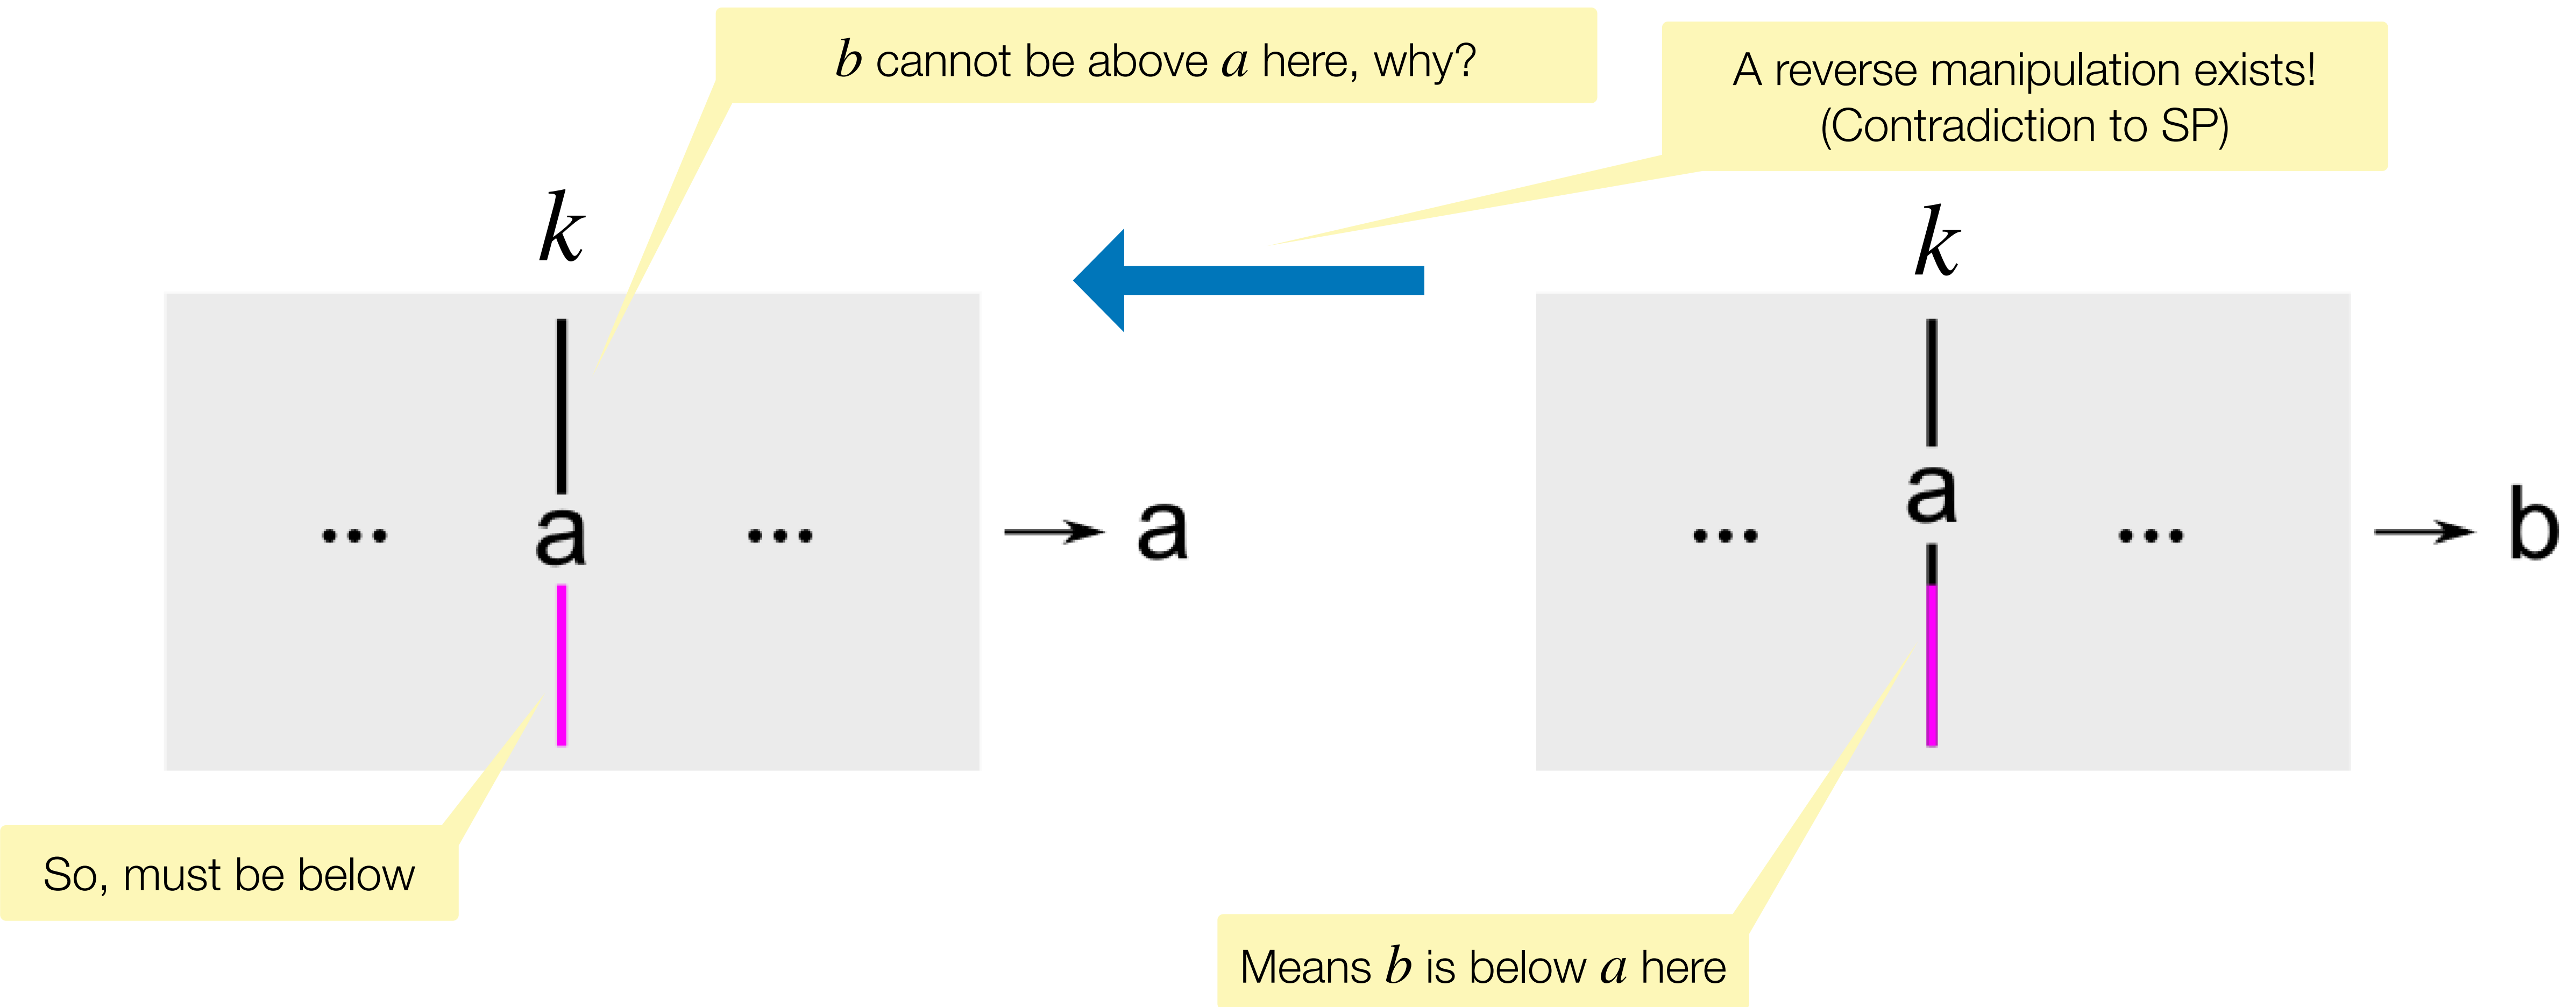 b cannot be above a here, why?
A reverse manipulation exists!
(Contradiction to SP)
k
k
... a ... → a
... a ... → b
So, must be below
Means b is below a here